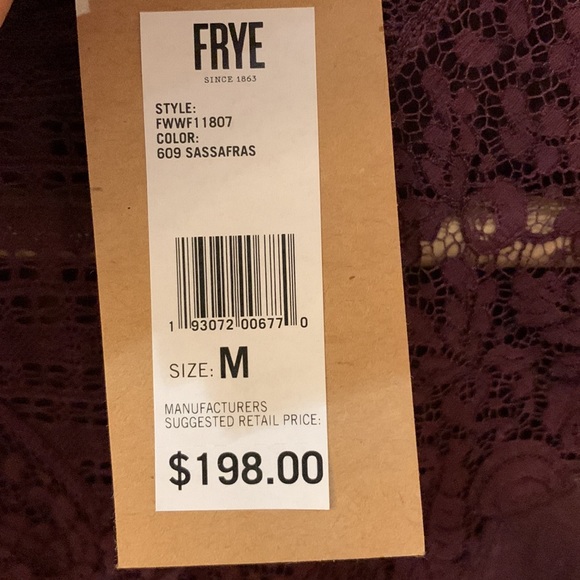 FRYE
SINCE 1863
STYLE:
FWWF11807
COLOR:
609 SASSAFRAS
1 93072 00677 0
SIZE: M
MANUFACTURERS
SUGGESTED RETAIL PRICE:
$198.00